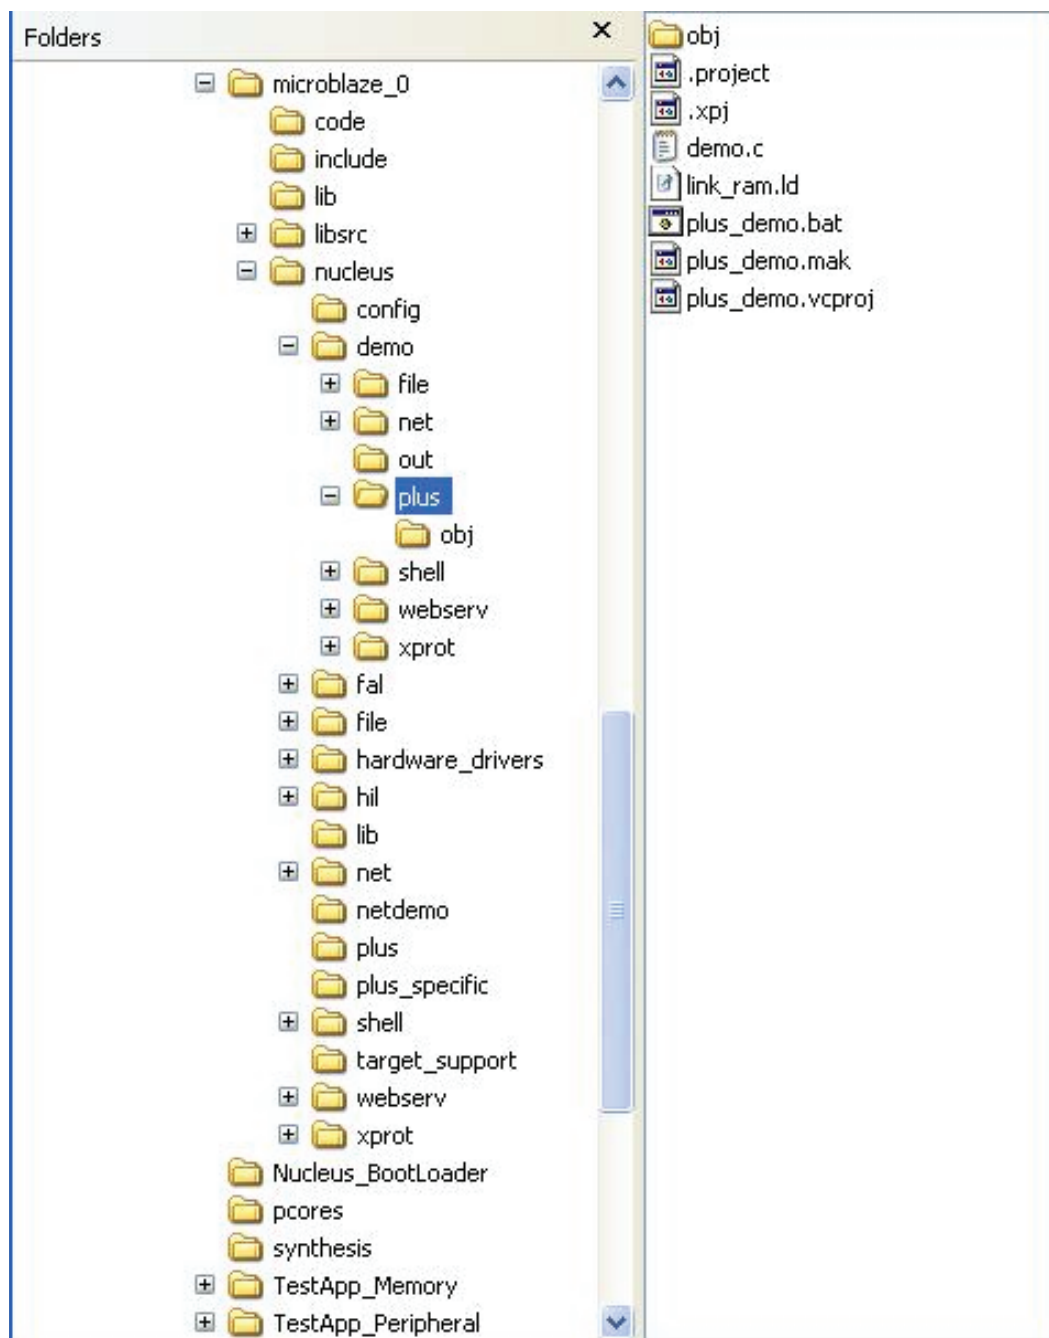 Folders
microblaze_0
code
include
lib
libsrc
nucleus
config
demo
file
net
out
plus
obj
shell
webserv
xprot
fal
file
hardware_drivers
hil
lib
net
netdemo
plus
plus_specific
shell
target_support
webserv
xprot
Nucleus_BootLoader
pcores
synthesis
TestApp_Memory
TestApp_Peripheral
obj
.project
.xpj
demo.c
link_ram.ld
plus_demo.bat
plus_demo.mak
plus_demo.vcproj